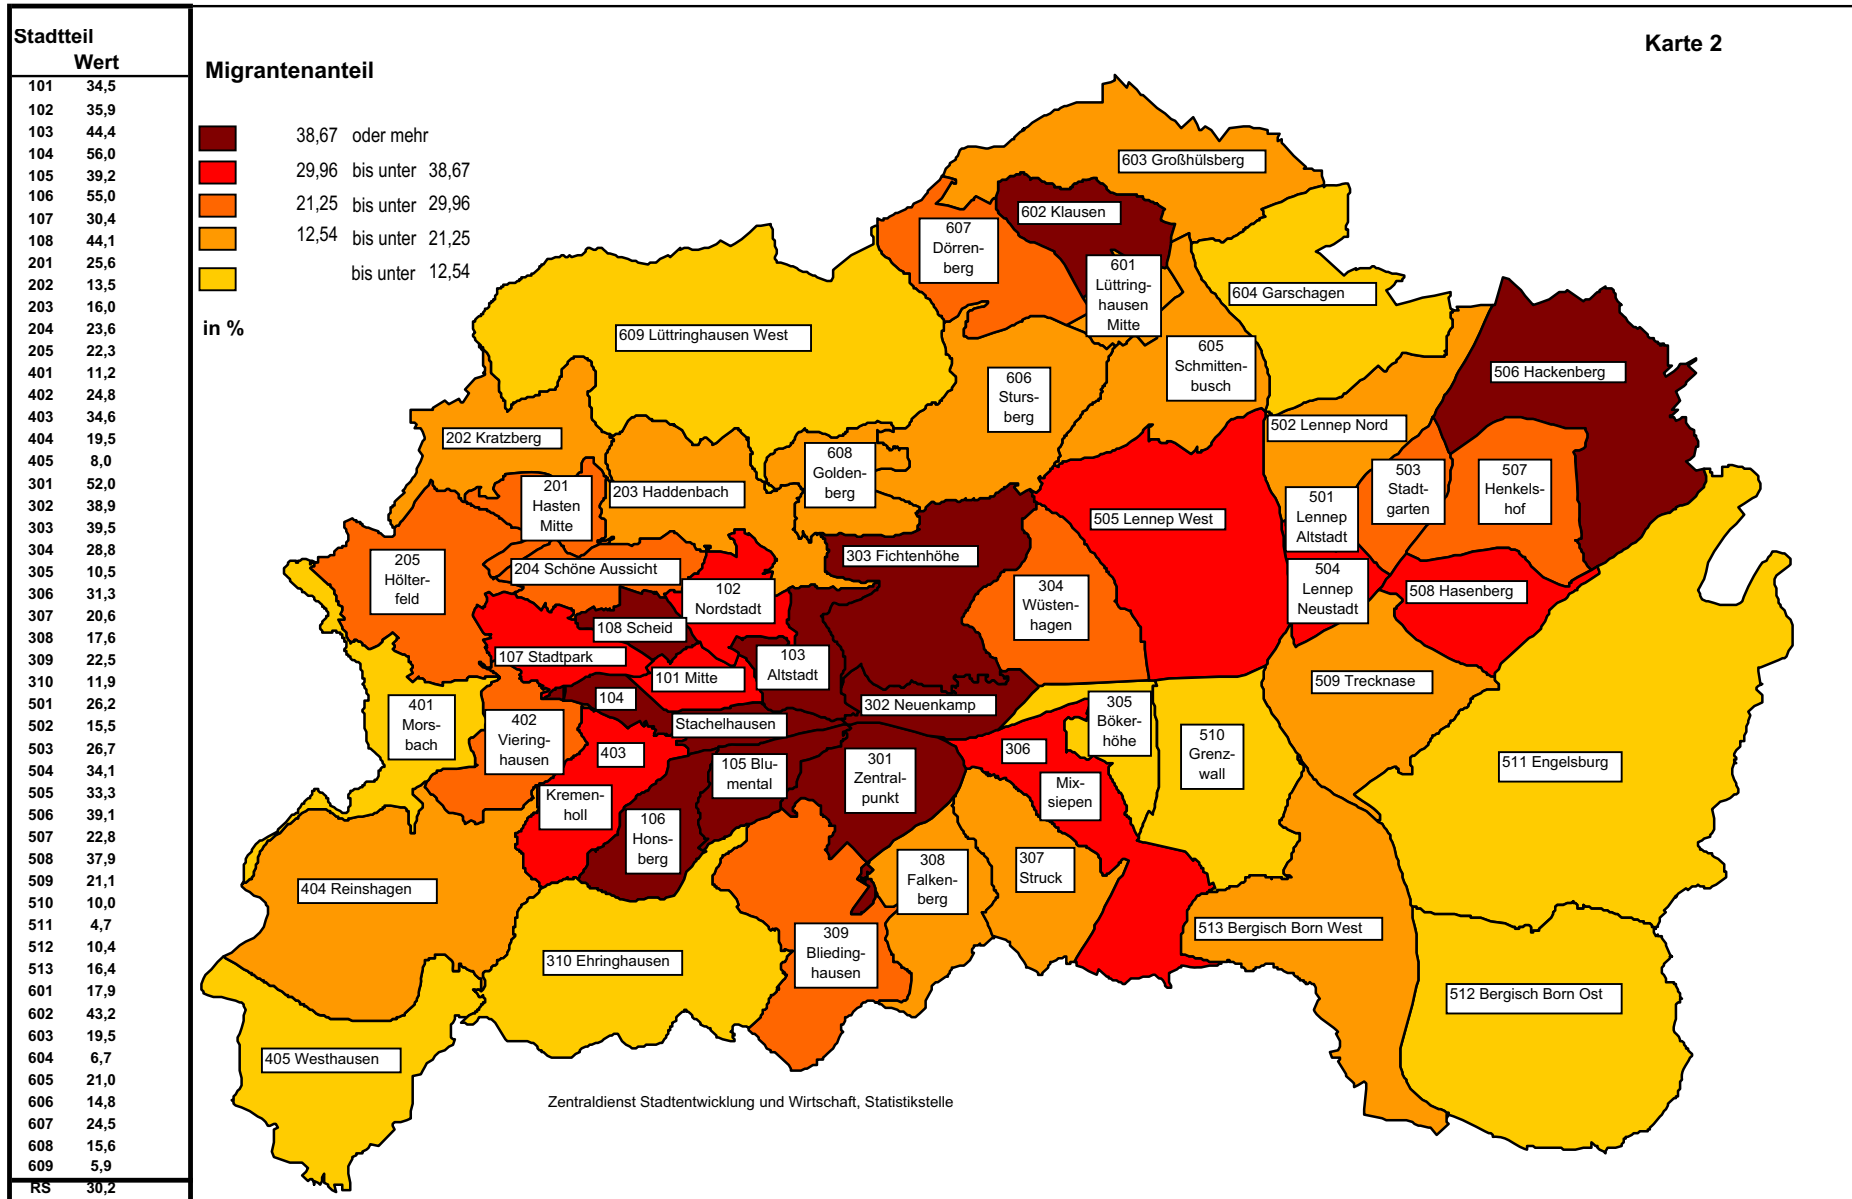 Stadtteil
Wert
101 34,5
102 35,9
103 44,4
104 56,0
105 39,2
106 55,0
107 30,4
108 44,1
201 25,6
202 13,5
203 16,0
204 23,6
205 22,3
401 11,2
402 24,8
403 34,6
404 19,5
405 8,0
301 52,0
302 38,9
303 39,5
304 28,8
305 10,5
306 31,3
307 20,6
308 17,6
309 22,5
310 11,9
501 26,2
502 15,5
503 26,7
504 34,1
505 33,3
506 39,1
507 22,8
508 37,9
509 21,1
510 10,0
511 4,7
512 10,4
513 16,4
601 17,9
602 43,2
603 19,5
604 6,7
605 21,0
606 14,8
607 24,5
608 15,6
609 5,9
RS 30,2
Karte 2
Migrantenanteil
38,67 oder mehr
29,96 bis unter 38,67
21,25 bis unter 29,96
12,54 bis unter 21,25
bis unter 12,54
in %
603 Großhülsberg
602 Klausen
607
Dörren-
berg
601
Lüttring-
hausen
Mitte
604 Garschagen
609 Lüttringhausen West
605
Schmitten-
busch
606
Sturs-
berg
506 Hackenberg
502 Lennep Nord
202 Kratzberg
608
Golden-
berg
503
Stadt-
garten
507
Henkels-
hof
201
Hasten
Mitte
203 Haddenbach
501
Lennep
Altstadt
505 Lennep West
303 Fichtenhöhe
205
Hölter-
feld
204 Schöne Aussicht
102
Nordstadt
304
Wüsten-
hagen
504
Lennep
Neustadt
508 Hasenberg
108 Scheid
107 Stadtpark
103
Altstadt
101 Mitte
509 Trecknase
104
Stachelhausen
302 Neuenkamp
305
Böker-
höhe
401
Mors-
bach
402
Viering-
hausen
403
Kremen-
holl
105 Blu-
mental
301
Zentral-
punkt
306
Mix-
siepen
510
Grenz-
wall
511 Engelsburg
106
Hons-
berg
308
Falken-
berg
307
Struck
404 Reinshagen
309
Blieding-
hausen
513 Bergisch Born West
310 Ehringhausen
512 Bergisch Born Ost
405 Westhausen
Zentraldienst Stadtentwicklung und Wirtschaft, Statistikstelle